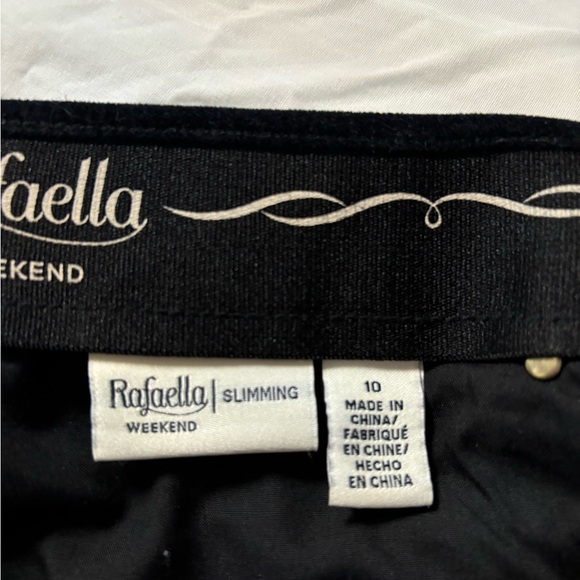 faella
EKEND
Rafaella | SLIMMING
WEEKEND
10
MADE IN
CHINA/
FABRIQUÉ
EN CHINE/
HECHO
EN CHINA